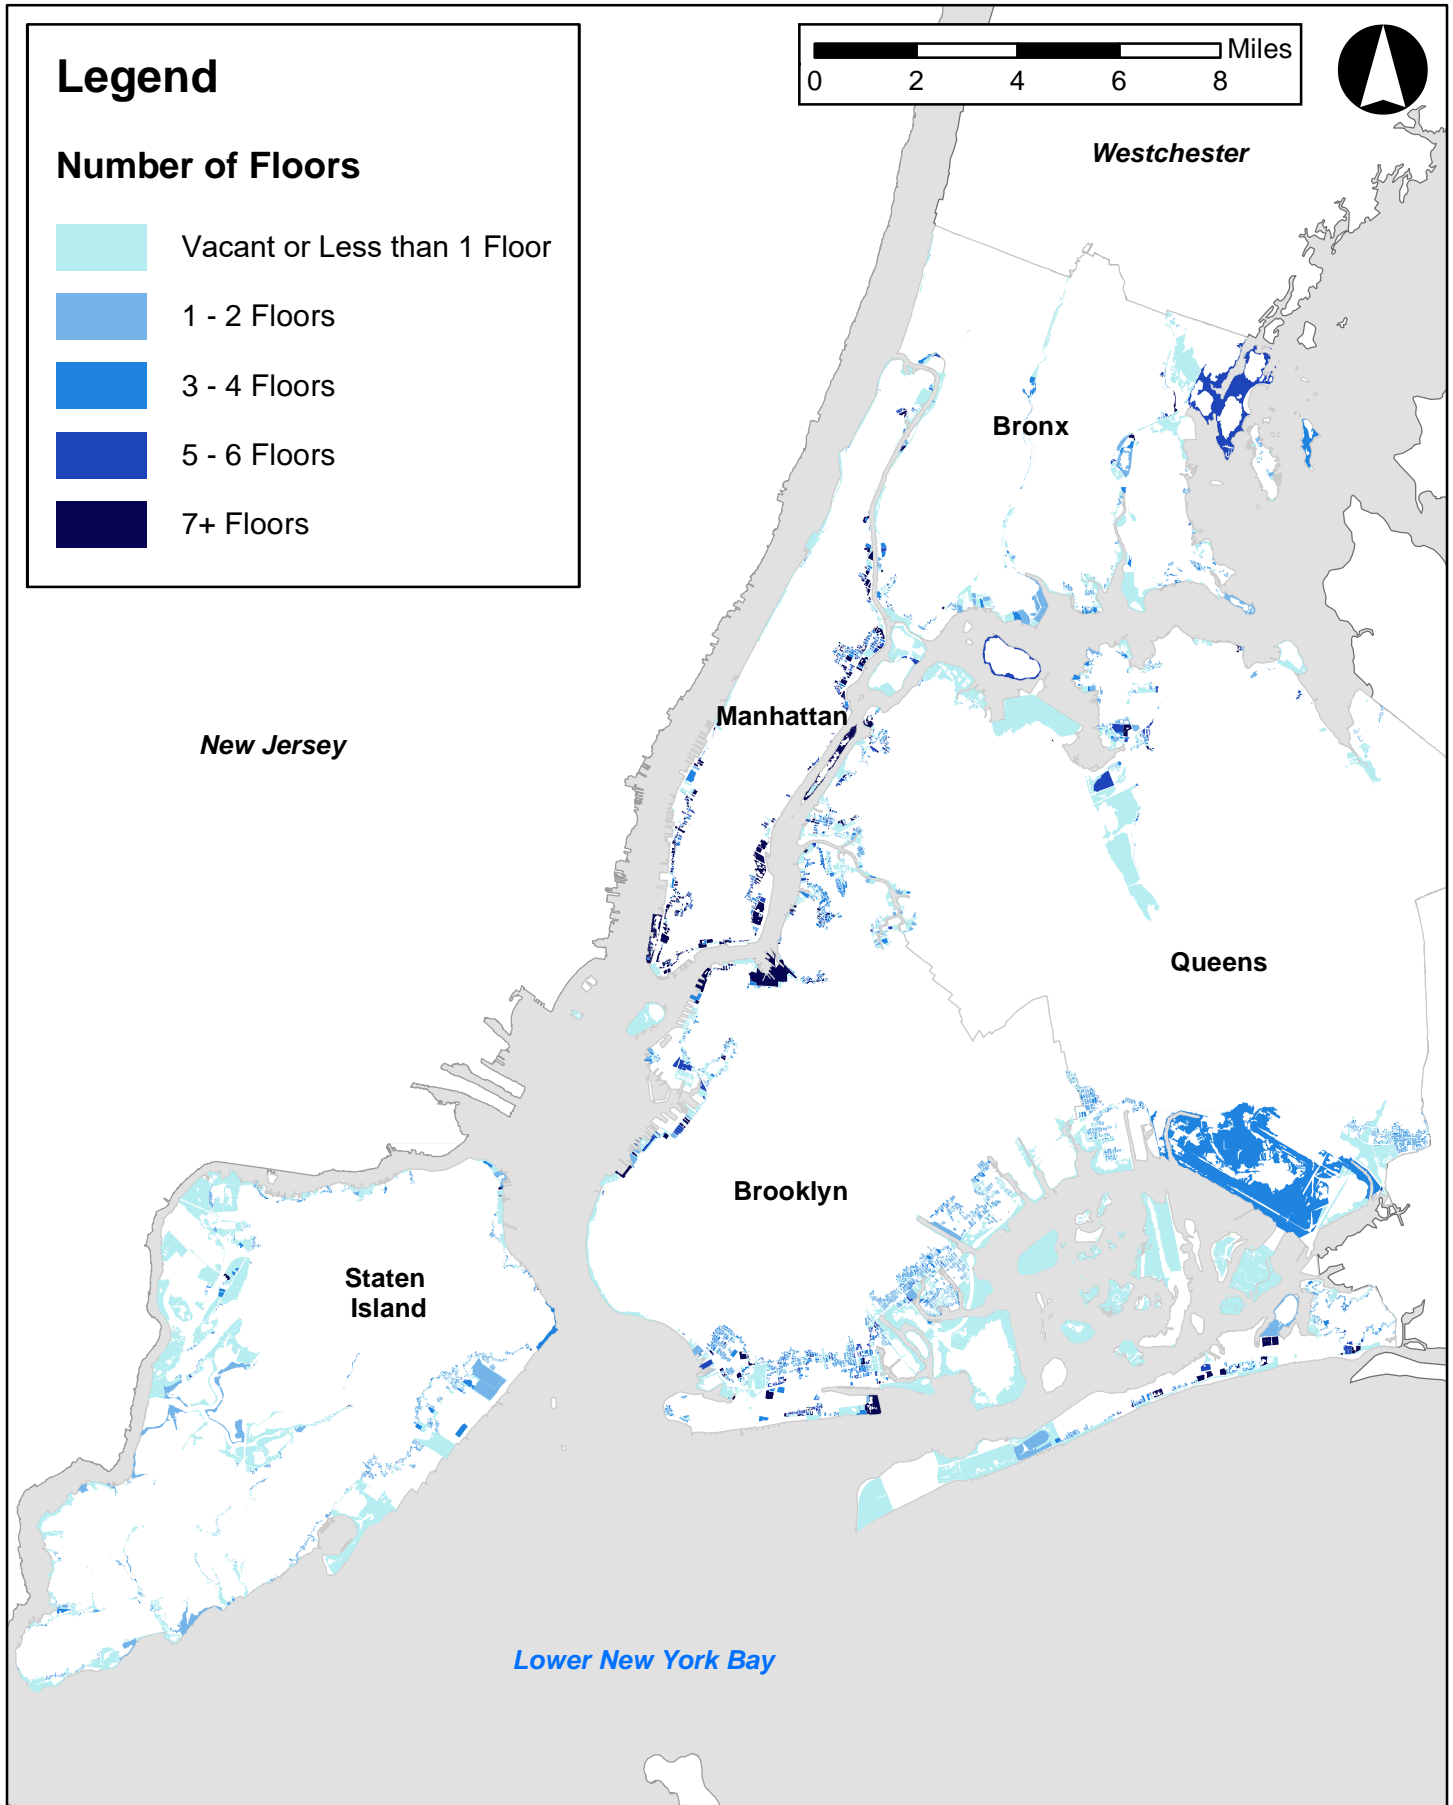 Legend
Number of Floors
Vacant or Less than 1 Floor
1 - 2 Floors
3 - 4 Floors
5 - 6 Floors
7+ Floors
Miles
0 2 4 6 8
Westchester
Bronx
Manhattan
New Jersey
Queens
Brooklyn
Staten
Island
Lower New York Bay